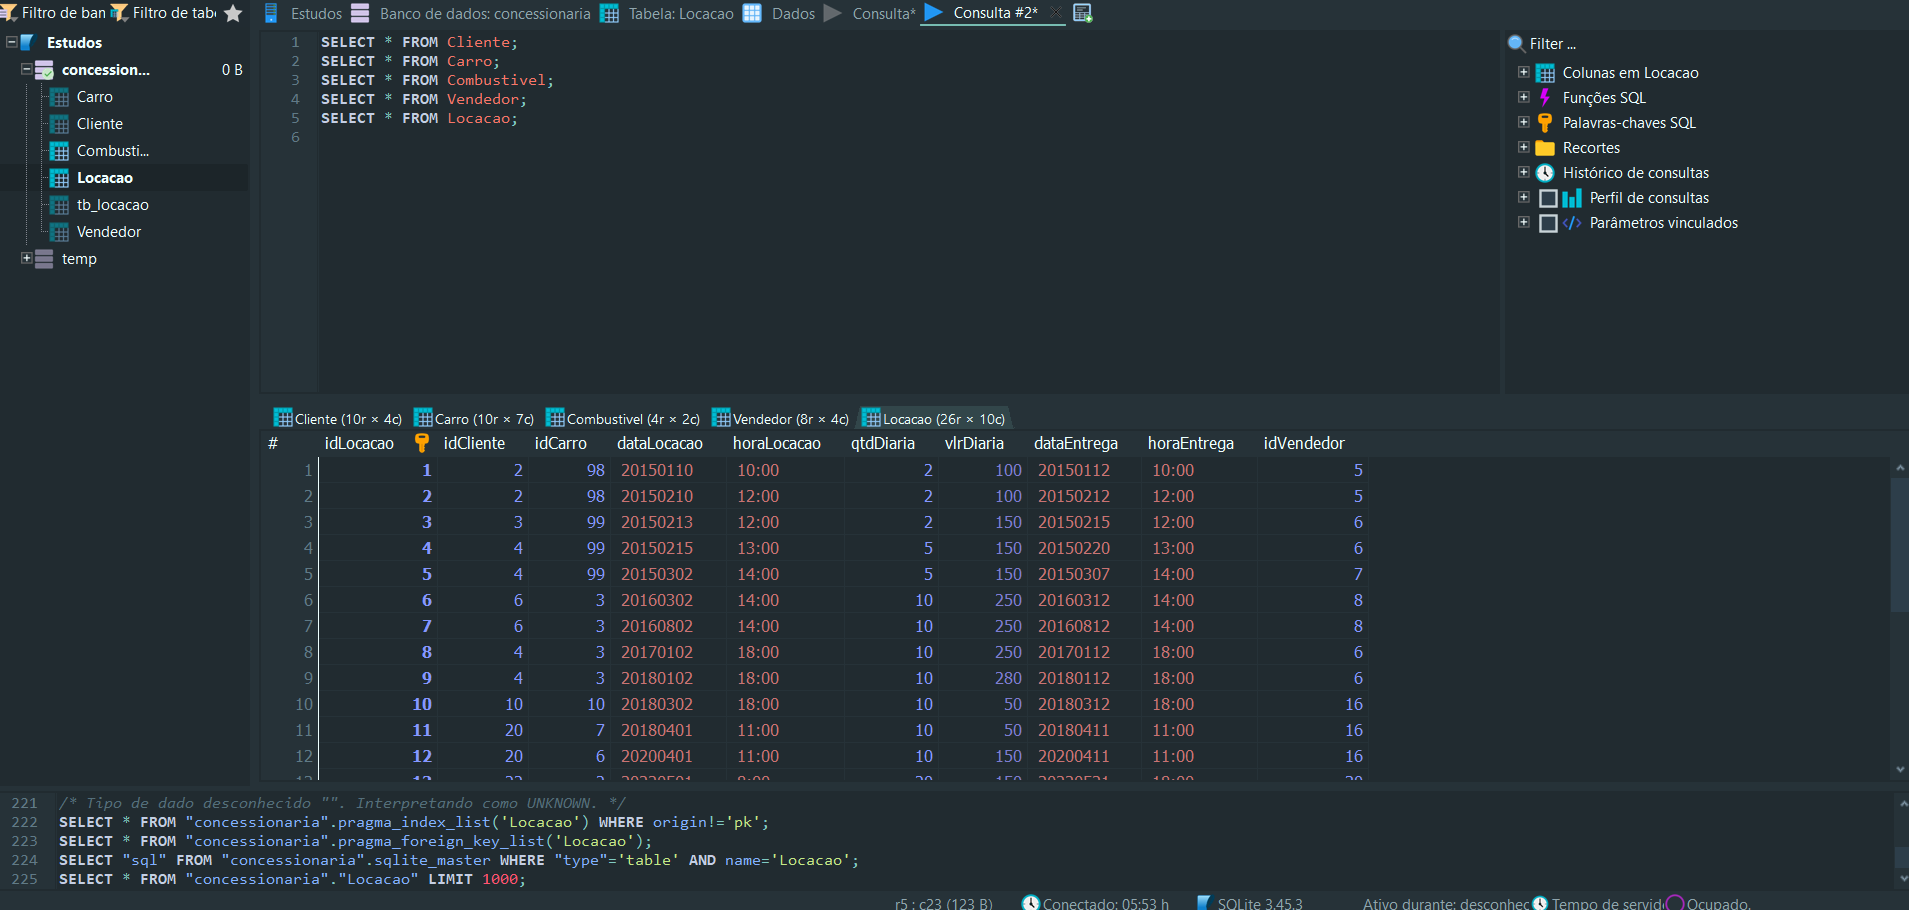 Filtro de ban Filtro de tab
Estudos Banco de dados: concessionaria Tabela: Locacao Dados Consulta* Consulta #2*
Estudos
concession... 0 B
Carro
Cliente
Combusti...
Locacao
tb_locacao
Vendedor
temp
1 SELECT * FROM Cliente;
2 SELECT * FROM Carro;
3 SELECT * FROM Combustivel;
4 SELECT * FROM Vendedor;
5 SELECT * FROM Locacao;
6
Filter ...
Colunas em Locacao
Funções SQL
Palavras-chaves SQL
Recortes
Histórico de consultas
Perfil de consultas
Parâmetros vinculados
Cliente (10r × 4c) Carro (10r × 7c) Combustivel (4r × 2c) Vendedor (8r × 4c) Locacao (26r × 10c)
# idLocacao idCliente idCarro dataLocacao horaLocacao qtdDiaria vlrDiaria dataEntrega horaEntrega idVendedor
1 1 2 98 20150110 10:00 2 100 20150112 10:00 5
2 2 2 98 20150210 12:00 2 100 20150212 12:00 5
3 3 3 99 20150213 12:00 2 150 20150215 12:00 6
4 4 4 99 20150215 13:00 5 150 20150220 13:00 6
5 5 4 99 20150302 14:00 5 150 20150307 14:00 7
6 6 6 3 20160302 14:00 10 250 20160312 14:00 8
7 7 6 3 20160802 14:00 10 250 20160812 14:00 8
8 8 4 3 20170102 18:00 10 250 20170112 18:00 6
9 9 4 3 20180102 18:00 10 280 20180112 18:00 6
10 10 10 10 20180302 18:00 10 50 20180312 18:00 16
11 11 20 7 20180401 11:00 10 50 20180411 11:00 16
12 12 20 6 20200401 11:00 10 150 20200411 11:00 16
221 /* Tipo de dado desconhecido "". Interpretando como UNKNOWN. */
222 SELECT * FROM "concessionaria".pragma_index_list('Locacao') WHERE origin!='pk';
223 SELECT * FROM "concessionaria".pragma_foreign_key_list('Locacao');
224 SELECT "sql" FROM "concessionaria".sqlite_master WHERE "type"='table' AND name='Locacao';
225 SELECT * FROM "concessionaria"."Locacao" LIMIT 1000;
r5 : c23 (123 B) Conectado: 05:53 h SQLite 3.45.3 Ativo durante: desconhec Tempo de servid Ocupado.